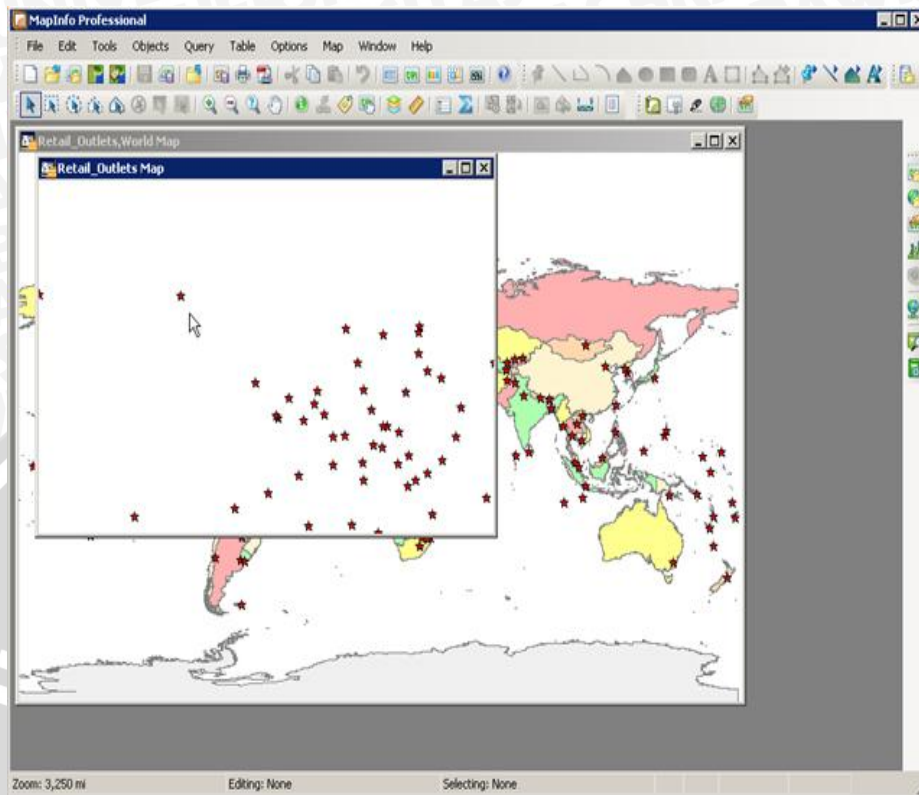 MapInfo Professional
File Edit Tools Objects Query Table Options Map Window Help
Retail_Outlets,World Map
Retail_Outlets Map
Zoom: 3,250 mi Editing: None Selecting: None